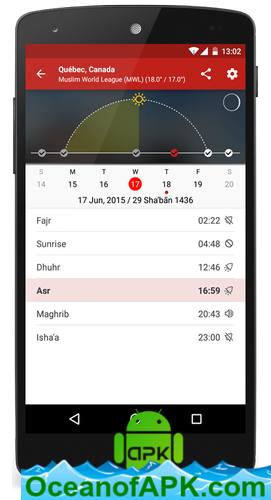 13:02
Québec, Canada
Muslim World League (MWL) (18.0° / 17.0°)
S M T W T F S
14 15 16 17 18 19 20
17 Jun, 2015 / 29 Sha'bān 1436
Fajr 02:22
Sunrise 04:48
Dhuhr 12:46
Asr 16:59
Maghrib 20:43
Isha'a 23:00
APK
OceanofAPK.com